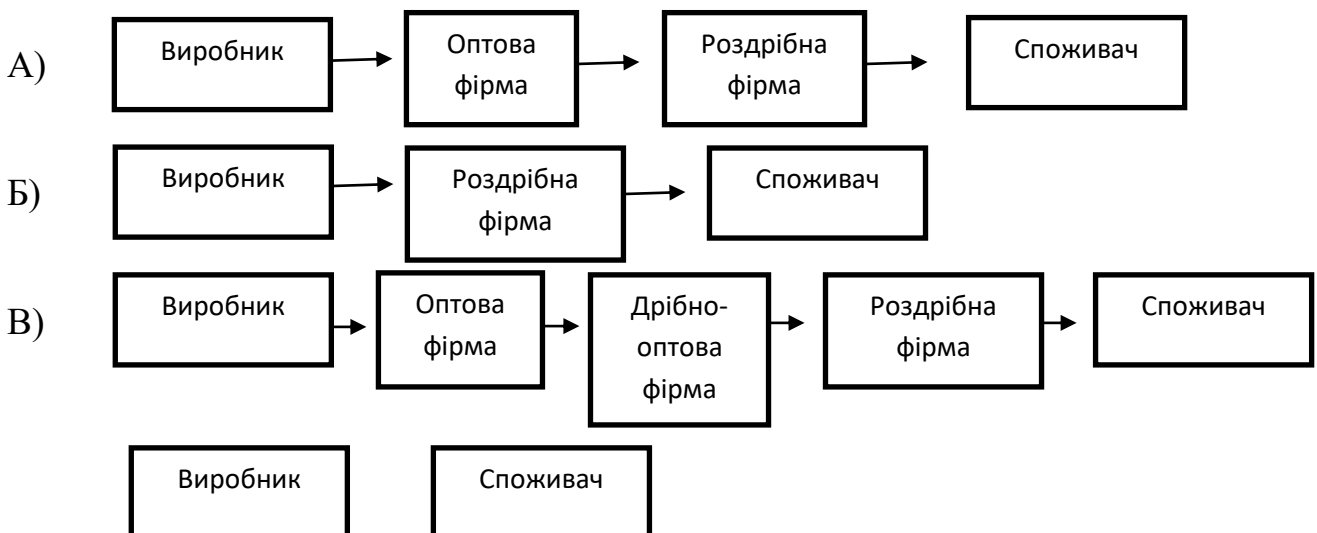 А)
Виробник
Оптова
фірма
Роздрібна
фірма
Споживач
Б)
Виробник
Роздрібна
фірма
Споживач
В)
Виробник
Оптова
фірма
Дрібно-
оптова
фірма
Роздрібна
фірма
Споживач
Виробник
Споживач